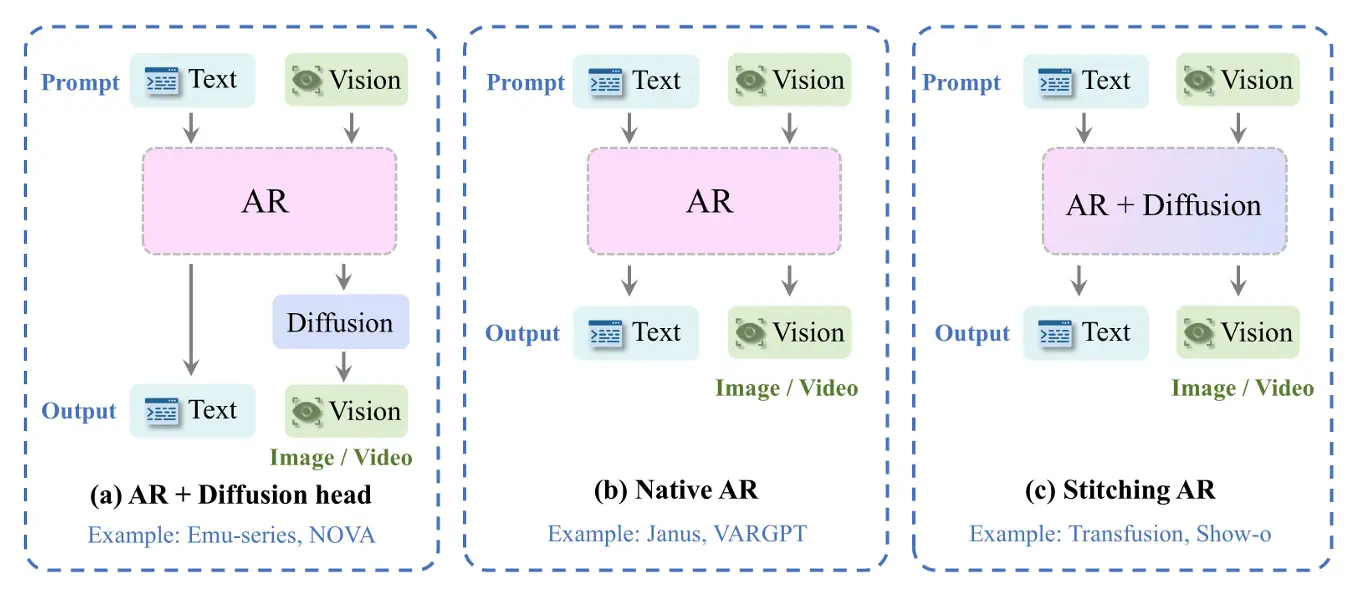 Prompt Text Vision
AR
Diffusion
Output Text Vision
Image / Video
(a) AR + Diffusion head
Example: Emu-series, NOVA
Prompt Text Vision
AR
Output Text Vision
Image / Video
(b) Native AR
Example: Janus, VARGPT
Prompt Text Vision
AR + Diffusion
Output Text Vision
Image / Video
(c) Stitching AR
Example: Transfusion, Show-o